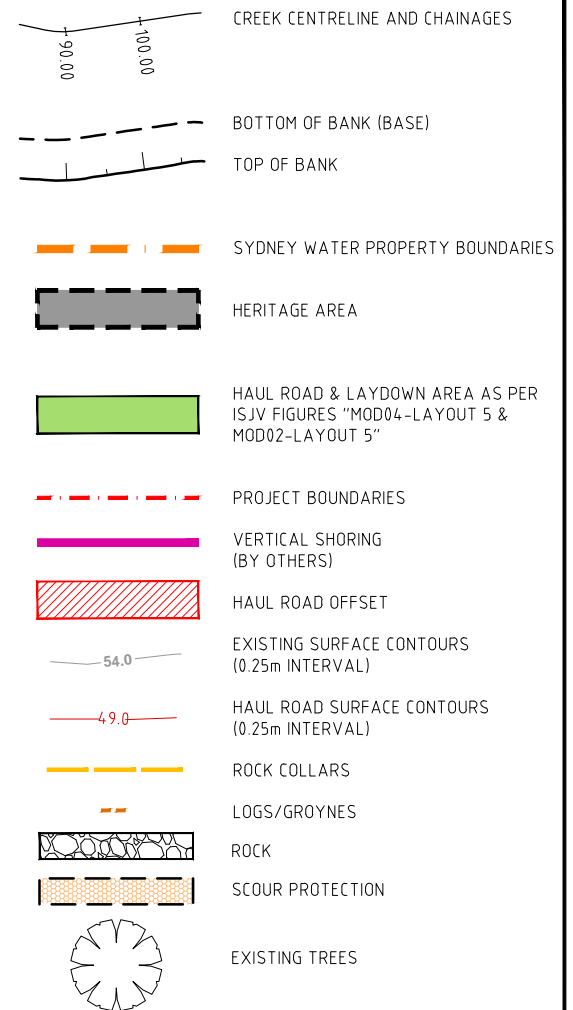 CREEK CENTRELINE AND CHAINAGES
90.00
100.00
BOTTOM OF BANK (BASE)
TOP OF BANK
SYDNEY WATER PROPERTY BOUNDARIES
HERITAGE AREA
HAUL ROAD & LAYDOWN AREA AS PER
ISJV FIGURES "MOD04-LAYOUT 5 &
MOD02-LAYOUT 5"
PROJECT BOUNDARIES
VERTICAL SHORING
(BY OTHERS)
HAUL ROAD OFFSET
EXISTING SURFACE CONTOURS
(0.25m INTERVAL)
54.0
HAUL ROAD SURFACE CONTOURS
(0.25m INTERVAL)
49.0
ROCK COLLARS
LOGS/GROYNES
ROCK
SCOUR PROTECTION
EXISTING TREES